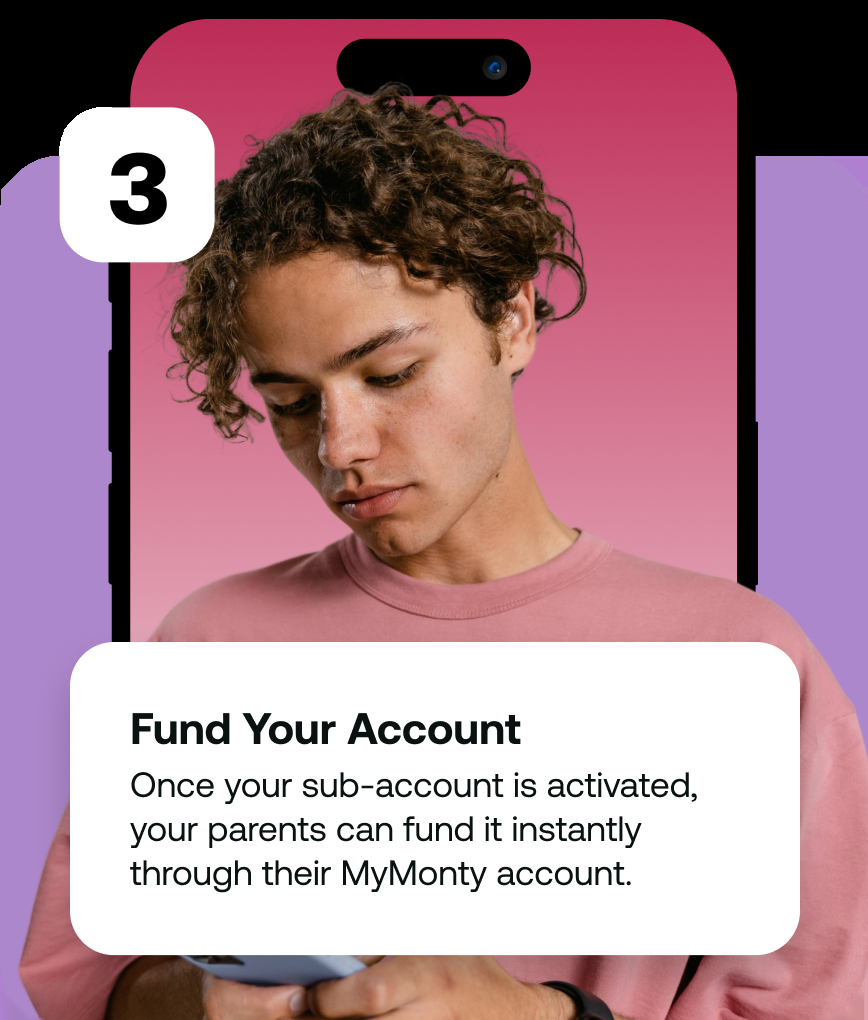 3
Fund Your Account
Once your sub-account is activated,
your parents can fund it instantly
through their MyMonty account.